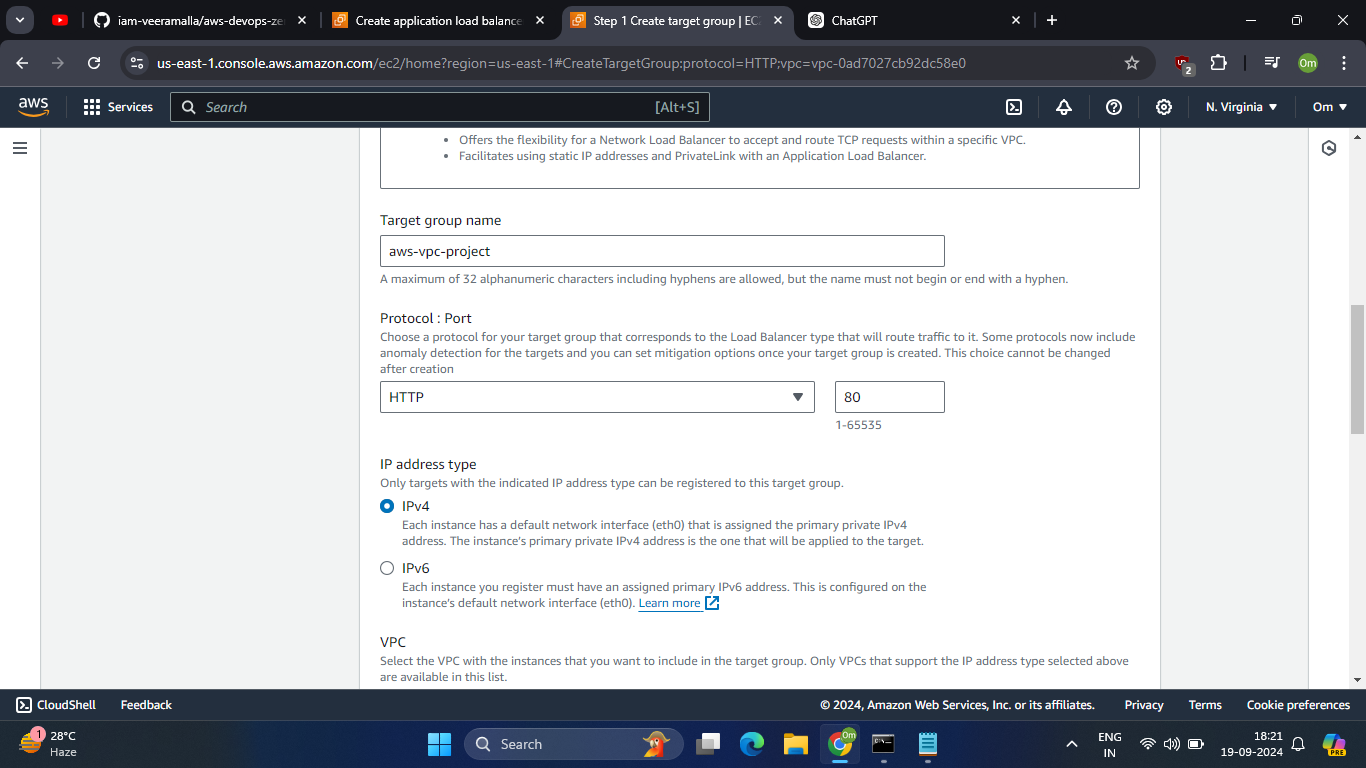 iam-veeramalla/aws-devops-ze
Create application load balance
Step 1 Create target group | EC
ChatGPT
us-east-1.console.aws.amazon.com/ec2/home?region=us-east-1#CreateTargetGroup:protocol=HTTP;vpc=vpc-0ad7027cb92dc58e0
2
Om
aws
Services
Search
[Alt+S]
N. Virginia
Om
Offers the flexibility for a Network Load Balancer to accept and route TCP requests within a specific VPC.
Facilitates using static IP addresses and PrivateLink with an Application Load Balancer.
Target group name
aws-vpc-project
A maximum of 32 alphanumeric characters including hyphens are allowed, but the name must not begin or end with a hyphen.
Protocol : Port
Choose a protocol for your target group that corresponds to the Load Balancer type that will route traffic to it. Some protocols now include
anomaly detection for the targets and you can set mitigation options once your target group is created. This choice cannot be changed
after creation
HTTP
80
1-65535
IP address type
Only targets with the indicated IP address type can be registered to this target group.
IPv4
Each instance has a default network interface (eth0) that is assigned the primary private IPv4
address. The instance's primary private IPv4 address is the one that will be applied to the target.
IPv6
Each instance you register must have an assigned primary IPv6 address. This is configured on the
instance's default network interface (eth0). Learn more
VPC
Select the VPC with the instances that you want to include in the target group. Only VPCs that support the IP address type selected above
are available in this list.
CloudShell
Feedback
© 2024, Amazon Web Services, Inc. or its affiliates.
Privacy
Terms
Cookie preferences
1
28°C
Haze
Search
Om
ENG
IN
18:21
19-09-2024
PRE